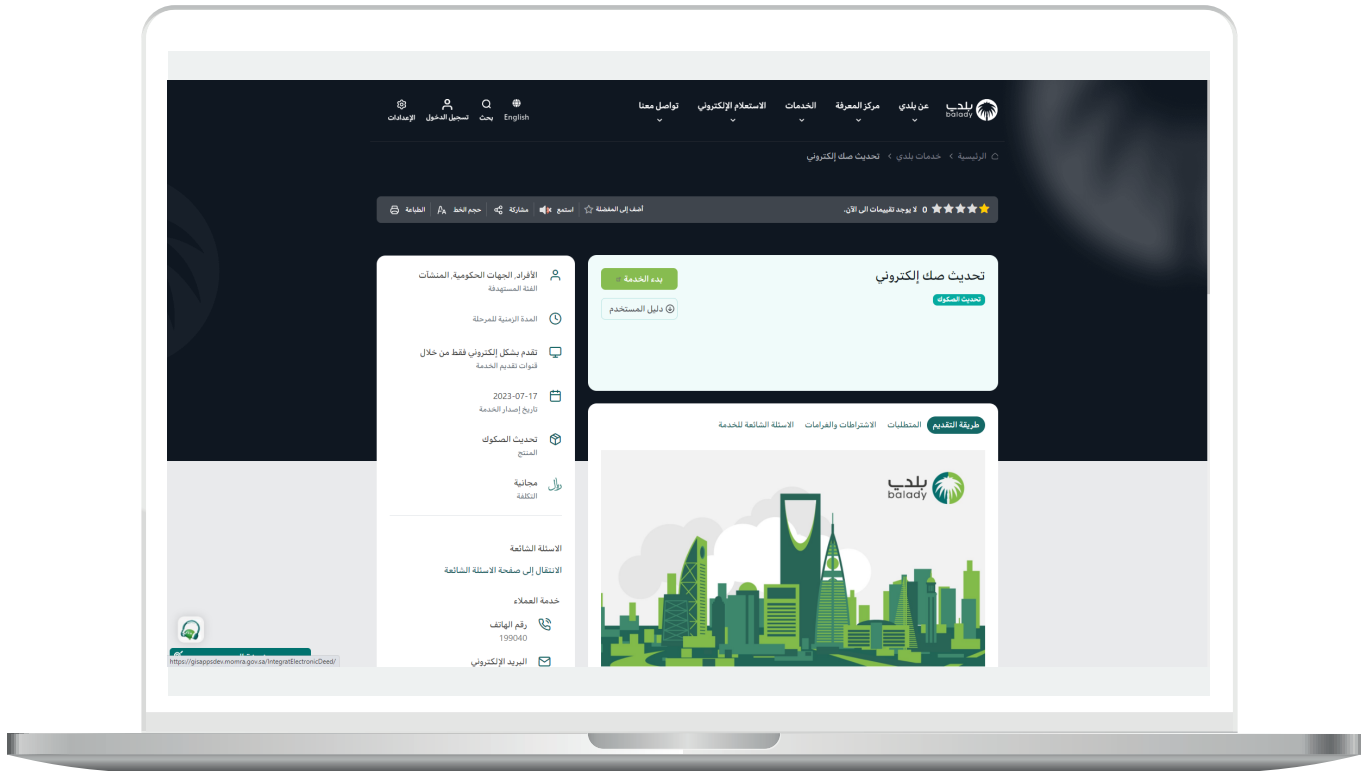 بلدي
balady
عن بلدي
مركز المعرفة
الخدمات
الاستعلام الإلكتروني
تواصل معنا
English
بحث
تسجيل الدخول
الإعدادات
الرئيسية > خدمات بلدي > تحديث صك إلكتروني
0 لا يوجد تقييمات الى الآن.
أضف إلى المفضلة
استمع
مشاركة
حجم الخط
الطباعة
تحديث صك إلكتروني
تحديث الصكوك
بدء الخدمة
دليل المستخدم
طريقة التقديم
المتطلبات
الاشتراطات والغرامات
الاسئلة الشائعة للخدمة
بلدي
balady
الأفراد, الجهات الحكومية, المنشآت
الفئة المستهدفة
المدة الزمنية للمرحلة
تقدم بشكل إلكتروني فقط من خلال
قنوات تقديم الخدمة
2023-07-17
تاريخ إصدار الخدمة
تحديث الصكوك
المنتج
ريال
مجانية
التكلفة
الاسئلة الشائعة
الانتقال إلى صفحة الاسئلة الشائعة
خدمة العملاء
رقم الهاتف
199040
البريد الإلكتروني
https://gisappsdev.momra.gov.sa/IntegratElectronicDeed/